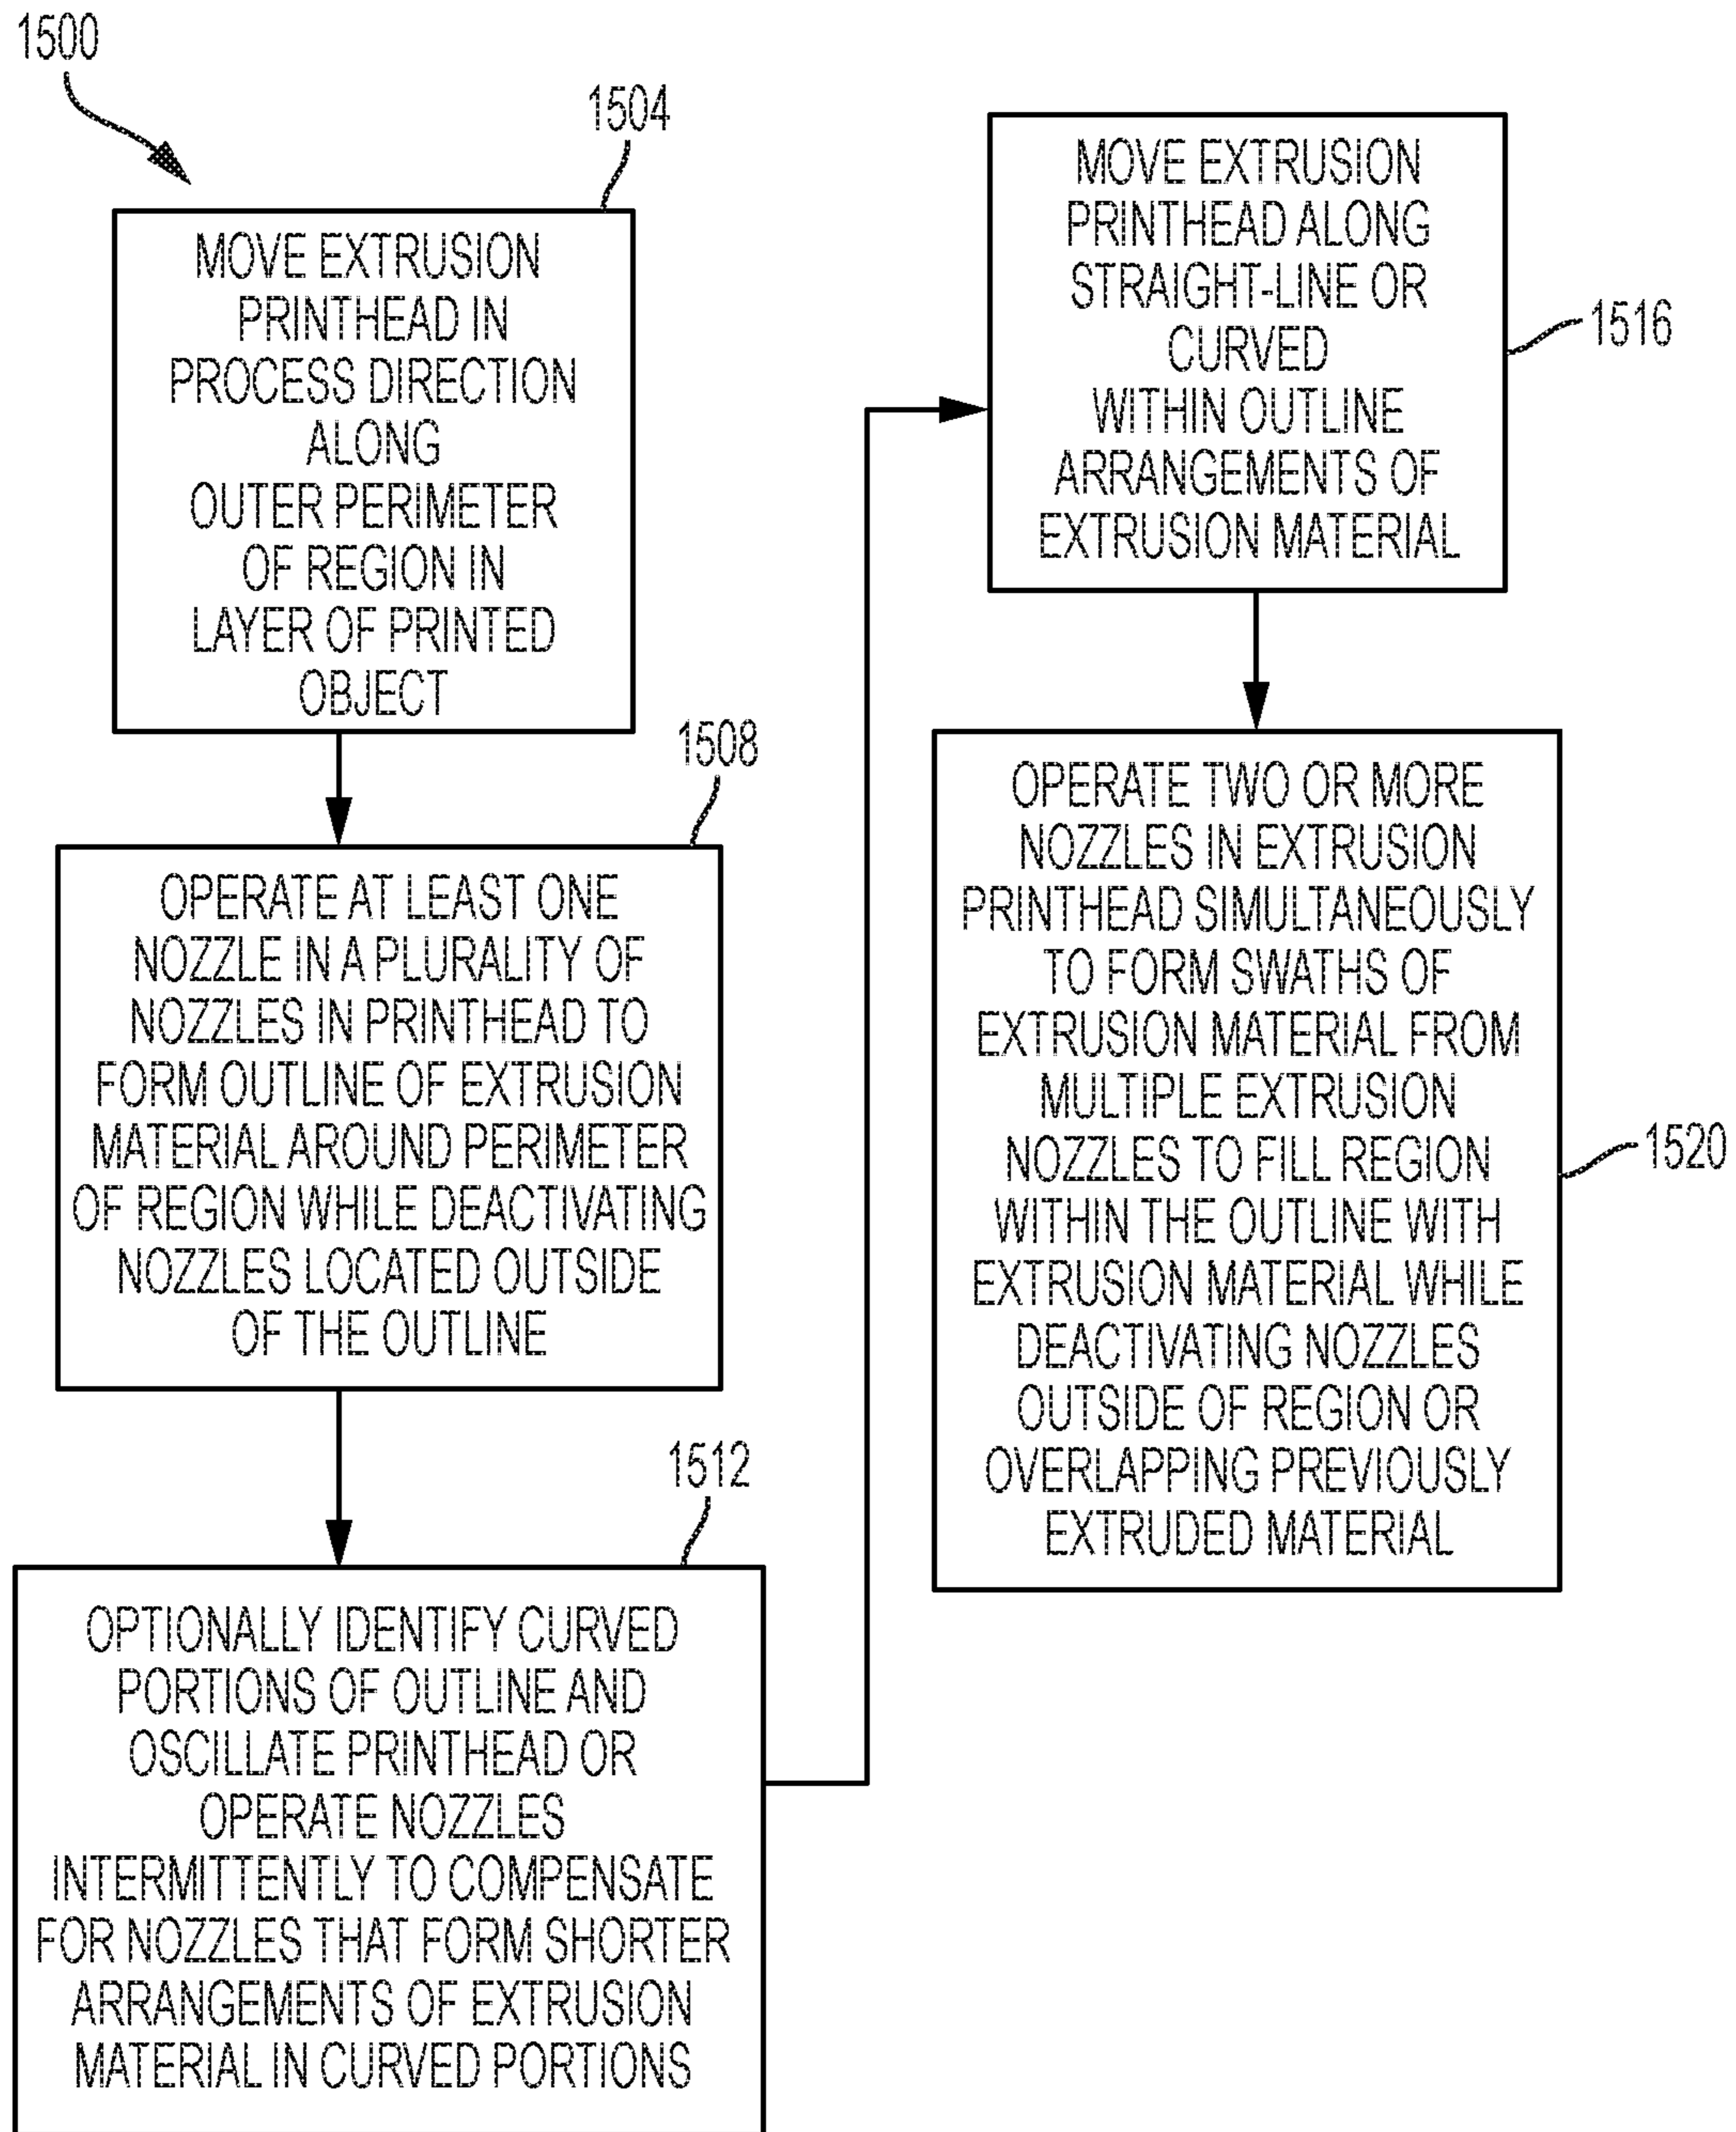 1500
1504
MOVE EXTRUSION
PRINTHEAD IN
PROCESS DIRECTION
ALONG
OUTER PERIMETER
OF REGION IN
LAYER OF PRINTED
OBJECT
1508
OPERATE AT LEAST ONE
NOZZLE IN A PLURALITY OF
NOZZLES IN PRINTHEAD TO
FORM OUTLINE OF EXTRUSION
MATERIAL AROUND PERIMETER
OF REGION WHILE DEACTIVATING
NOZZLES LOCATED OUTSIDE
OF THE OUTLINE
1512
OPTIONALLY IDENTIFY CURVED
PORTIONS OF OUTLINE AND
OSCILLATE PRINTHEAD OR
OPERATE NOZZLES
INTERMITTENTLY TO COMPENSATE
FOR NOZZLES THAT FORM SHORTER
ARRANGEMENTS OF EXTRUSION
MATERIAL IN CURVED PORTIONS
MOVE EXTRUSION
PRINTHEAD ALONG
STRAIGHT-LINE OR
CURVED
WITHIN OUTLINE
ARRANGEMENTS OF
EXTRUSION MATERIAL
1516
OPERATE TWO OR MORE
NOZZLES IN EXTRUSION
PRINTHEAD SIMULTANEOUSLY
TO FORM SWATHS OF
EXTRUSION MATERIAL FROM
MULTIPLE EXTRUSION
NOZZLES TO FILL REGION
WITHIN THE OUTLINE WITH
EXTRUSION MATERIAL WHILE
DEACTIVATING NOZZLES
OUTSIDE OF REGION OR
OVERLAPPING PREVIOUSLY
EXTRUDED MATERIAL
1520